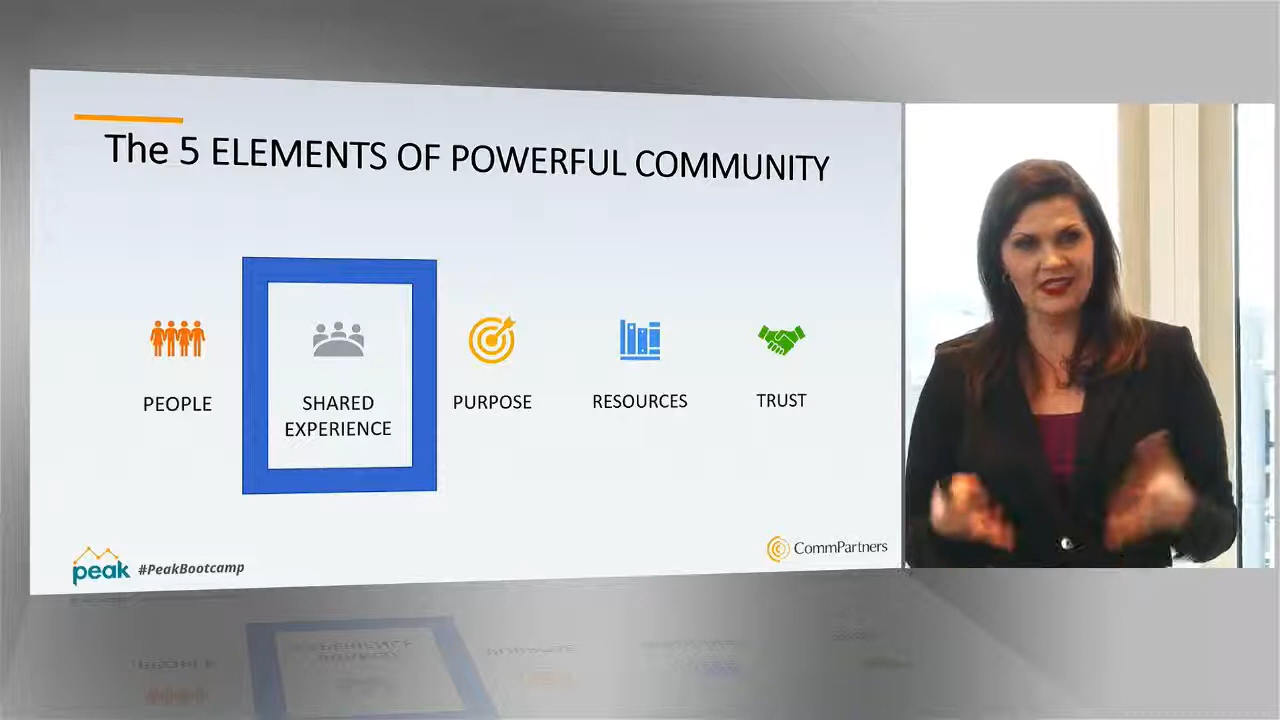 The 5 ELEMENTS OF POWERFUL COMMUNITY
PEOPLE
SHARED
EXPERIENCE
PURPOSE
RESOURCES
TRUST
peak #PeakBootcamp
CommPartners